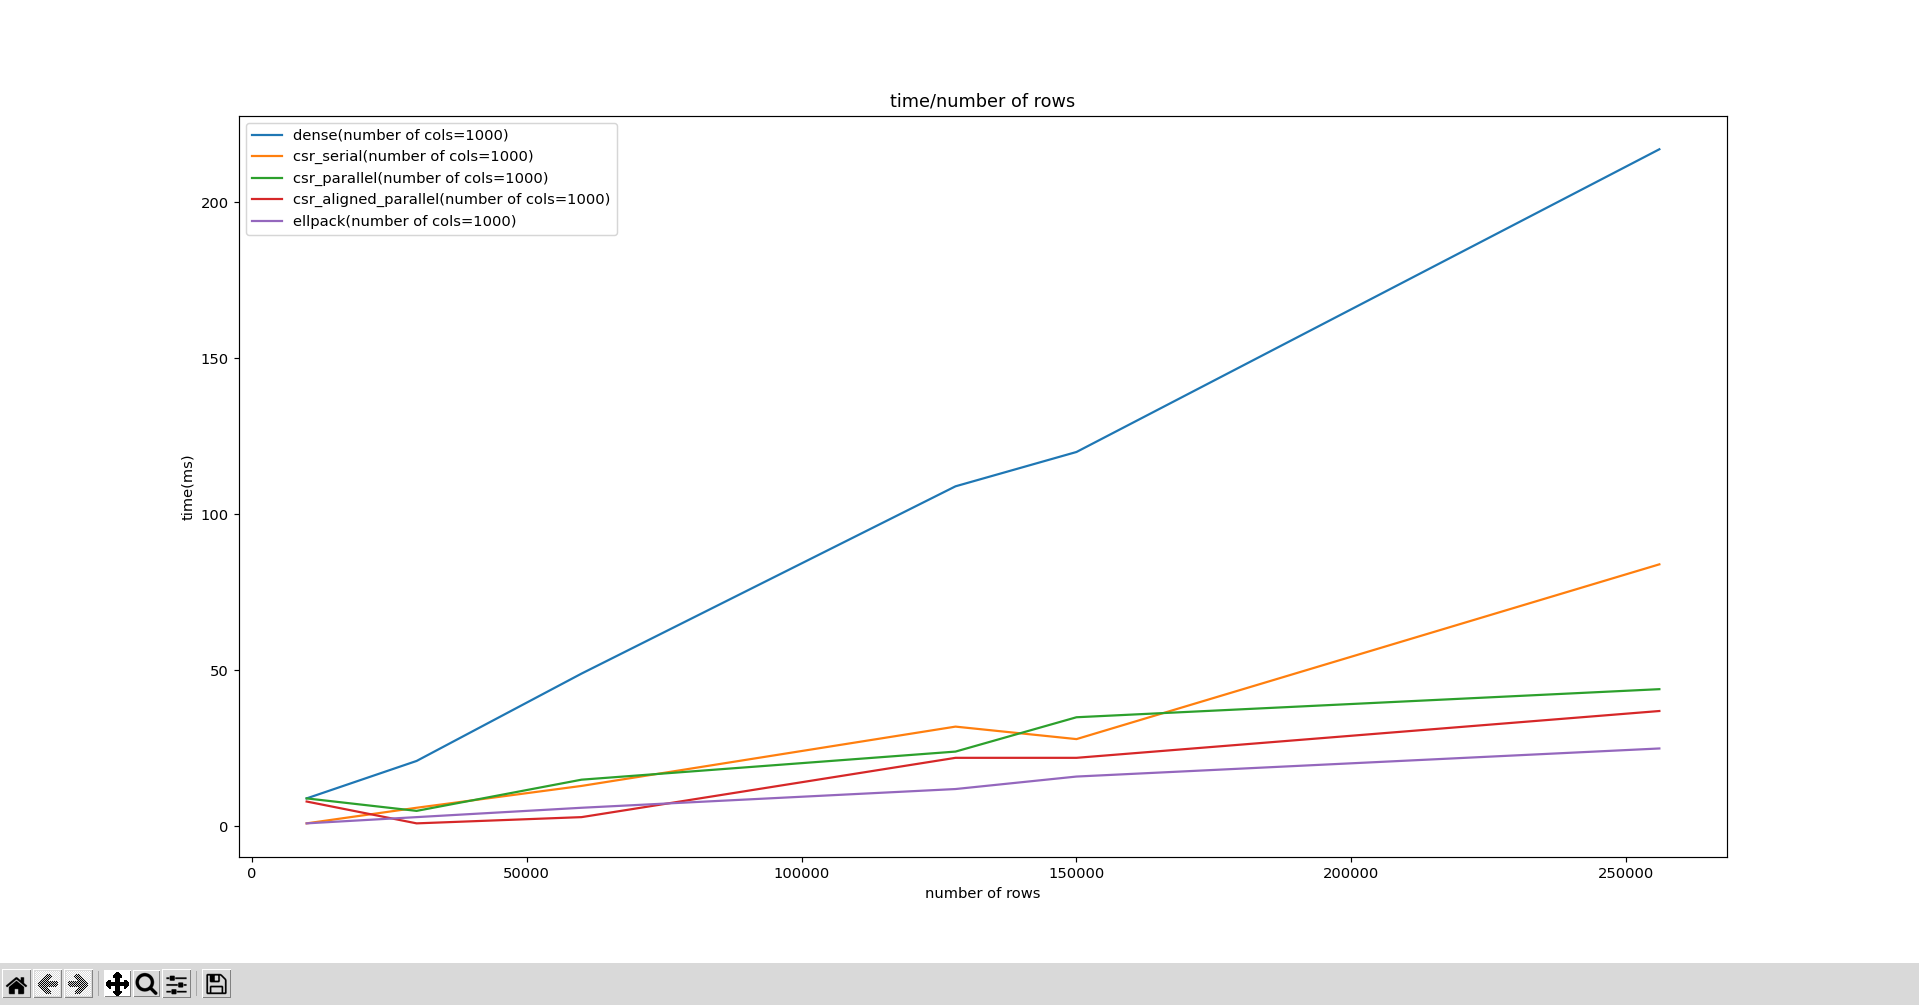 time/number of rows
dense(number of cols=1000)
csr_serial(number of cols=1000)
csr_parallel(number of cols=1000)
csr_aligned_parallel(number of cols=1000)
ellpack(number of cols=1000)
200
150
100
50
0
time(ms)
0 50000 100000 150000 200000 250000
number of rows